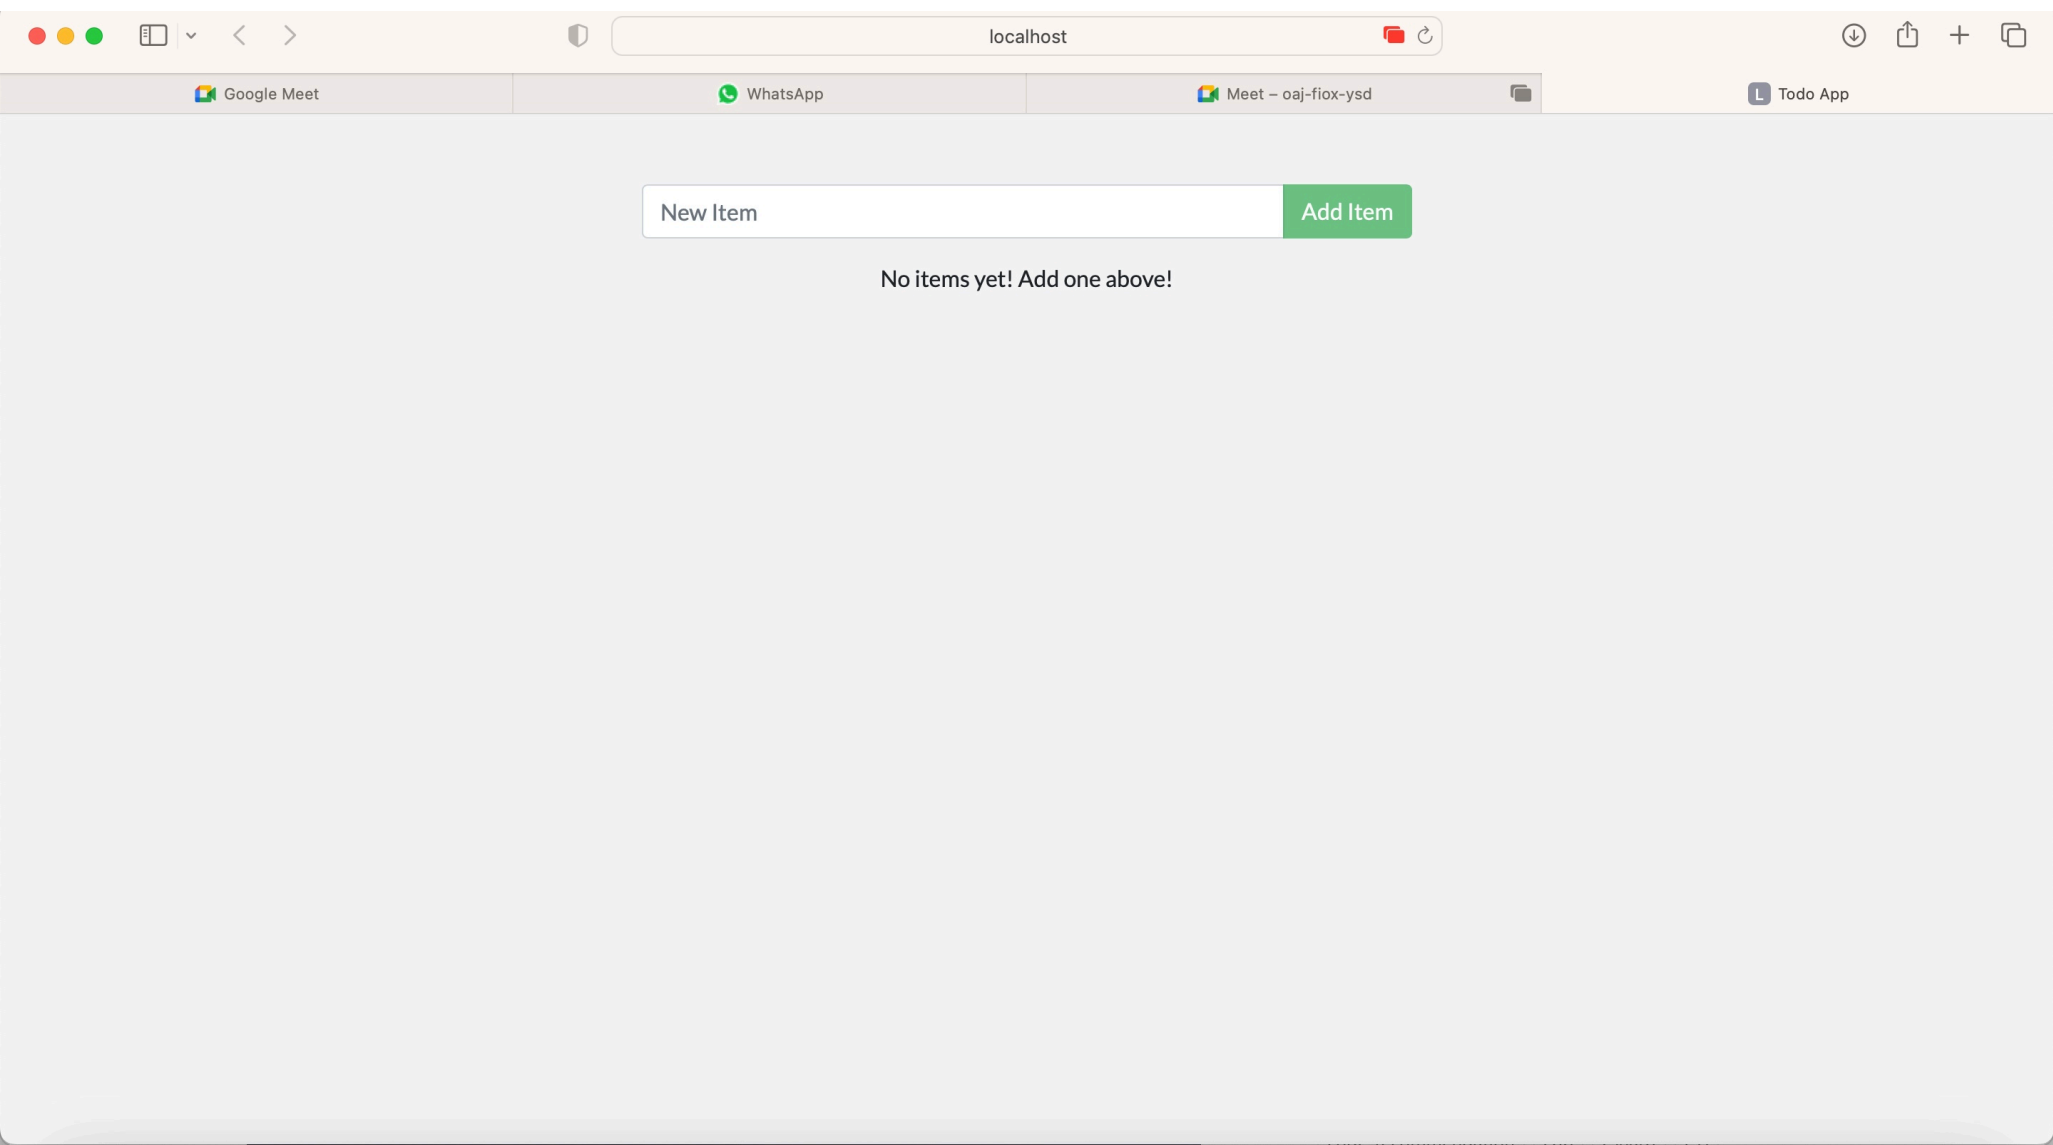 localhost
Google Meet
WhatsApp
Meet – oaj-fiox-ysd
L Todo App
New Item
Add Item
No items yet! Add one above!